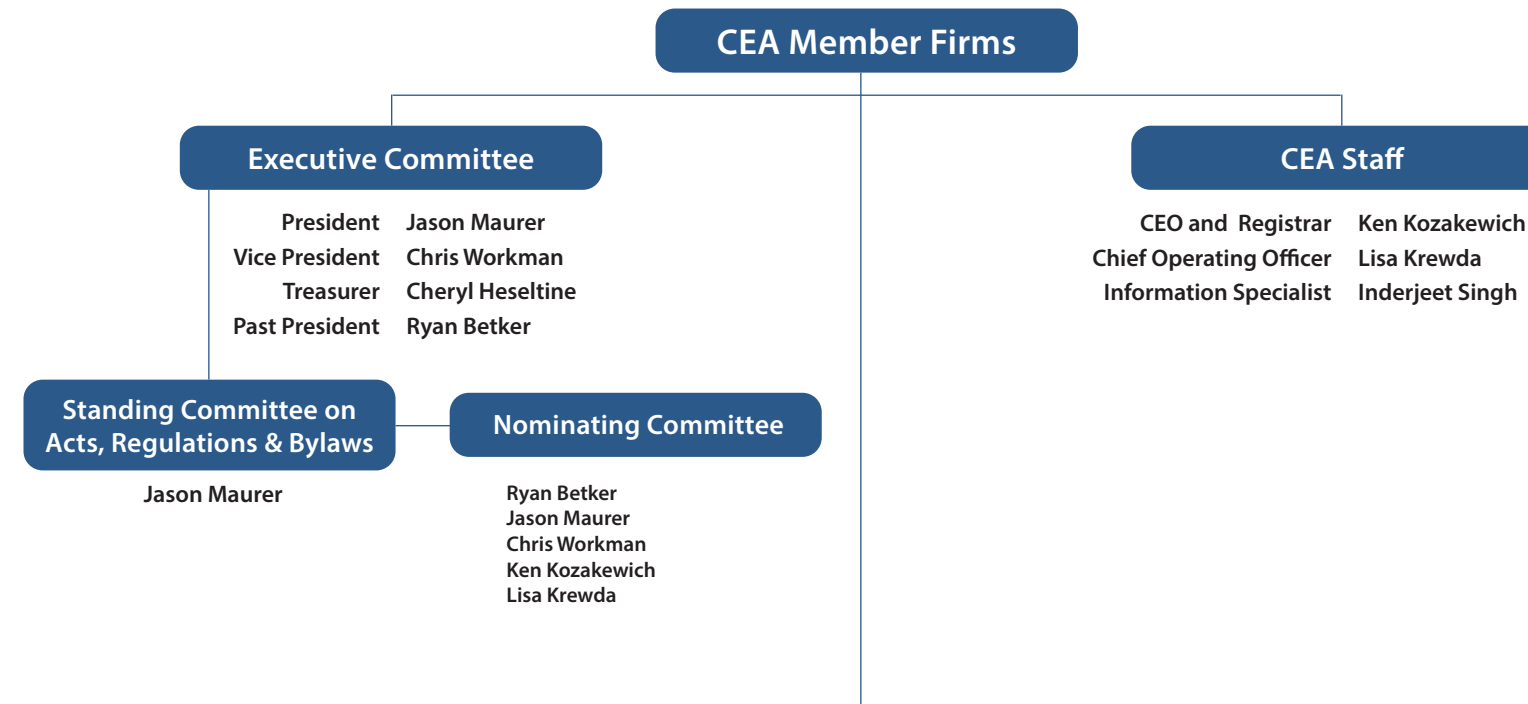 CEA Member Firms
Executive Committee
President Jason Maurer
Vice President Chris Workman
Treasurer Cheryl Heseltine
Past President Ryan Betker
CEA Staff
CEO and Registrar Ken Kozakewich
Chief Operating Officer Lisa Krewda
Information Specialist Inderjeet Singh
Standing Committee on
Acts, Regulations & Bylaws
Jason Maurer
Nominating Committee
Ryan Betker
Jason Maurer
Chris Workman
Ken Kozakewich
Lisa Krewda